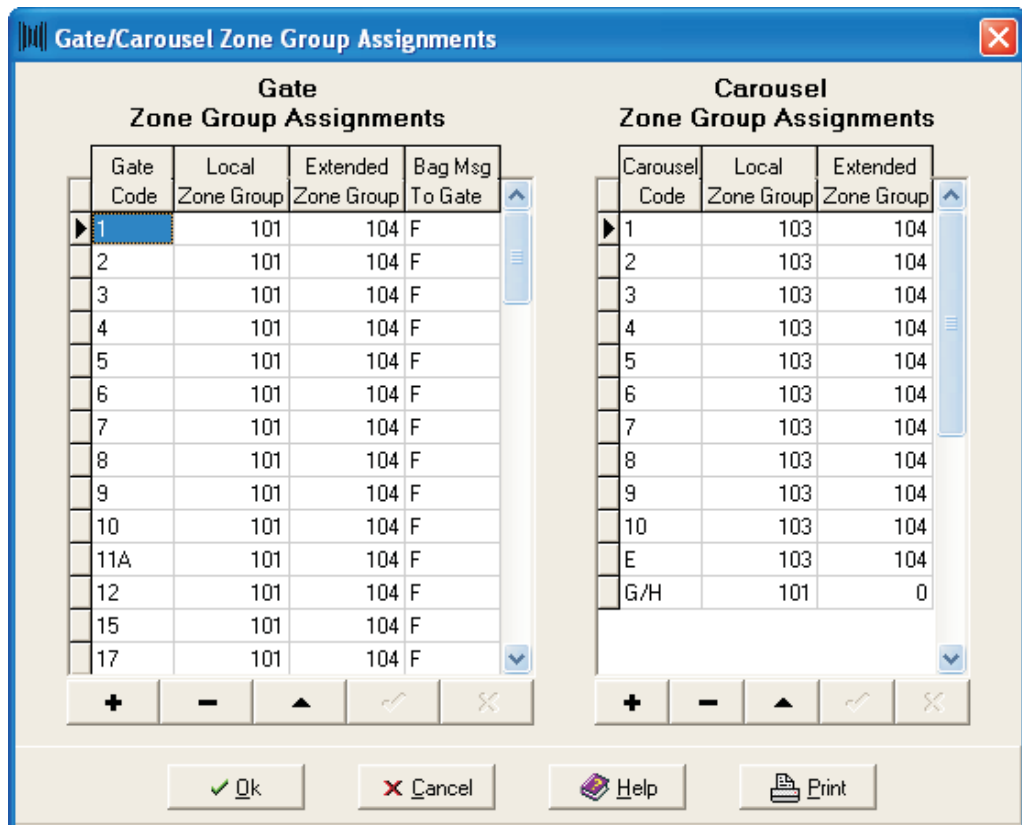 Gate/Carousel Zone Group Assignments
Gate
Zone Group Assignments
Gate Code Local Zone Group Extended Zone Group Bag Msg To Gate
1 101 104 F
2 101 104 F
3 101 104 F
4 101 104 F
5 101 104 F
6 101 104 F
7 101 104 F
8 101 104 F
9 101 104 F
10 101 104 F
11A 101 104 F
12 101 104 F
15 101 104 F
17 101 104 F
Carousel
Zone Group Assignments
Carousel Code Local Zone Group Extended Zone Group
1 103 104
2 103 104
3 103 104
4 103 104
5 103 104
6 103 104
7 103 104
8 103 104
9 103 104
10 103 104
E 103 104
G/H 101 0
Ok Cancel Help Print